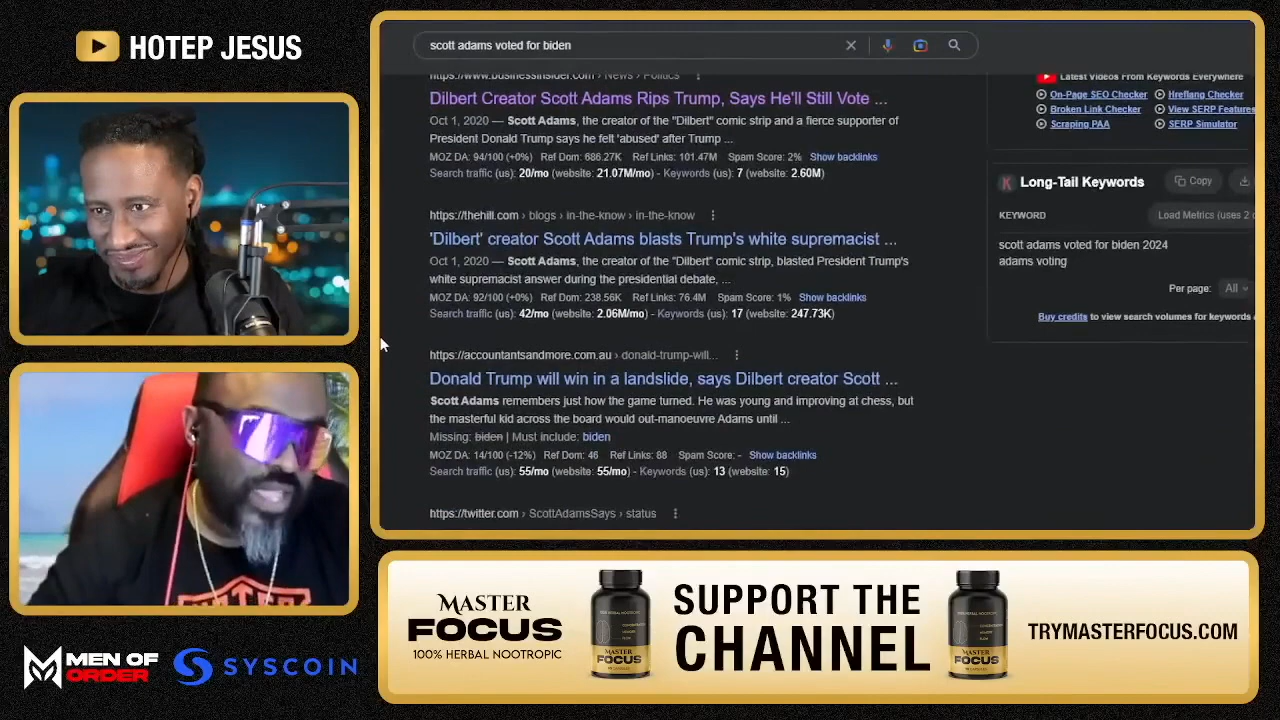 HOTEP JESUS
scott adams voted for biden
https://www.businessinsider.com › News › Politics
Dilbert Creator Scott Adams Rips Trump, Says He'll Still Vote ...
Oct 1, 2020 — Scott Adams, the creator of the "Dilbert" comic strip and a fierce supporter of
President Donald Trump says he felt 'abused' after Trump ...
MOZ DA: 94/100 (+0%) Ref Dom: 686.27K Ref Links: 101.47M Spam Score: 2% Show backlinks
Search traffic (us): 20/mo (website: 21.07M/mo) - Keywords (us): 7 (website: 2.60M)
https://thehill.com › blogs › in-the-know › in-the-know
'Dilbert' creator Scott Adams blasts Trump's white supremacist ...
Oct 1, 2020 — Scott Adams, the creator of the "Dilbert" comic strip, blasted President Trump's
white supremacist answer during the presidential debate, ...
MOZ DA: 92/100 (+0%) Ref Dom: 238.56K Ref Links: 76.4M Spam Score: 1% Show backlinks
Search traffic (us): 42/mo (website: 2.06M/mo) - Keywords (us): 17 (website: 247.73K)
https://accountantsandmore.com.au › donald-trump-will...
Donald Trump will win in a landslide, says Dilbert creator Scott ...
Scott Adams remembers just how the game turned. He was young and improving at chess, but
the masterful kid across the board would out-manoeuvre Adams until ...
Missing: biden | Must include: biden
MOZ DA: 14/100 (-12%) Ref Dom: 46 Ref Links: 88 Spam Score: - Show backlinks
Search traffic (us): 55/mo (website: 55/mo) - Keywords (us): 13 (website: 15)
https://twitter.com › ScottAdamsSays › status
Latest Videos From Keywords Everywhere
On-Page SEO Checker Hreflang Checker
Broken Link Checker View SERP Features
Scraping PAA SERP Simulator
Long-Tail Keywords Copy
KEYWORD Load Metrics (uses 2
scott adams voted for biden 2024
adams voting
Per page: All
Buy credits to view search volumes for keywords
MEN OF
ORDER
SYSCOIN
MASTER
FOCUS
100% HERBAL NOOTROPIC
MASTER
FOCUS
SUPPORT THE
CHANNEL
MASTER
FOCUS
TRYMASTERFOCUS.COM